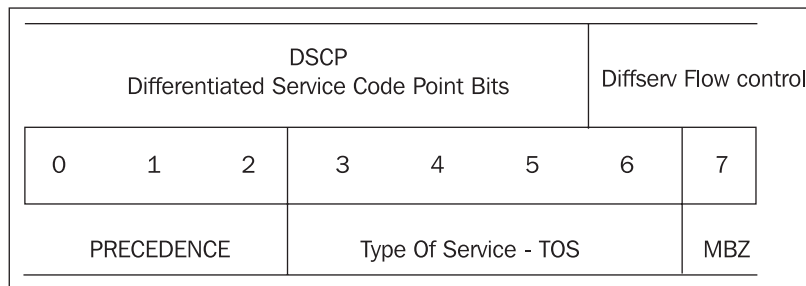 DSCP
Differentiated Service Code Point Bits
Diffserv Flow control
0 1 2 3 4 5 6 7
PRECEDENCE Type Of Service - TOS MBZ